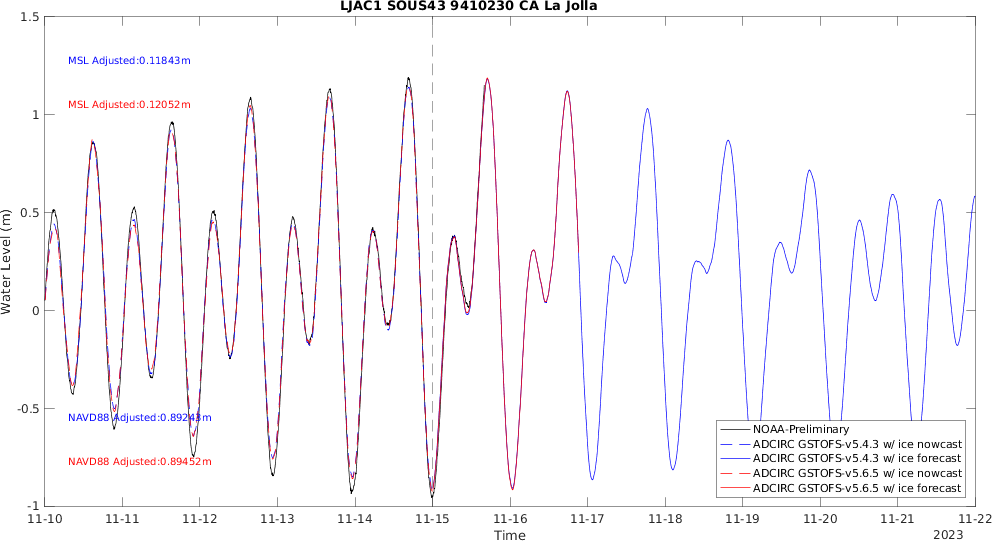 LJAC1 SOUS43 9410230 CA La Jolla
1.5
1
0.5
0
-0.5
-1
Water Level (m)
MSL Adjusted:0.11843m
MSL Adjusted:0.12052m
NAVD88 Adjusted:0.89243m
NAVD88 Adjusted:0.89452m
NOAA-Preliminary
ADCIRC GSTOFS-v5.4.3 w/ ice nowcast
ADCIRC GSTOFS-v5.4.3 w/ ice forecast
ADCIRC GSTOFS-v5.6.5 w/ ice nowcast
ADCIRC GSTOFS-v5.6.5 w/ ice forecast
11-10 11-11 11-12 11-13 11-14 11-15 11-16 11-17 11-18 11-19 11-20 11-21 11-22
Time
2023